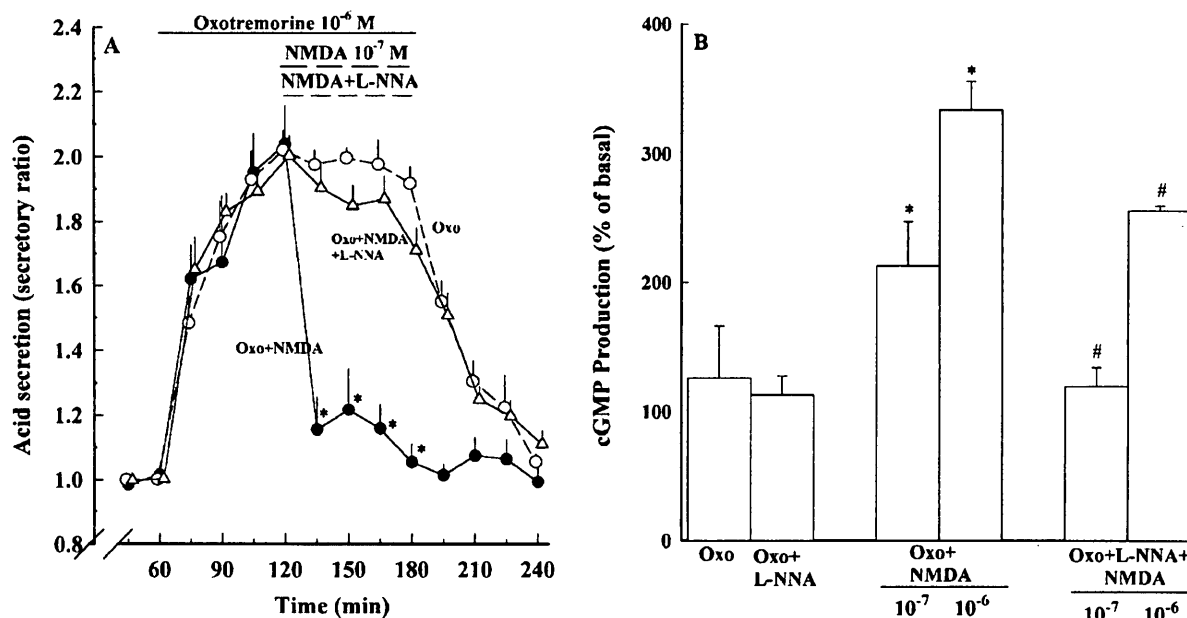 A
Oxotremorine 10⁻⁶ M
NMDA 10⁻⁷ M
NMDA+L-NNA
2.4
2.2
2.0
1.8
1.6
1.4
1.2
1.0
0.8
Acid secretion (secretory ratio)
Oxo
Oxo+NMDA
+L-NNA
Oxo+NMDA
* * * *
60 90 120 150 180 210 240
Time (min)
B
400
300
200
100
0
cGMP Production (% of basal)
* * # #
Oxo
Oxo+
L-NNA
Oxo+
NMDA
10⁻⁷ 10⁻⁶
Oxo+L-NNA+
NMDA
10⁻⁷ 10⁻⁶